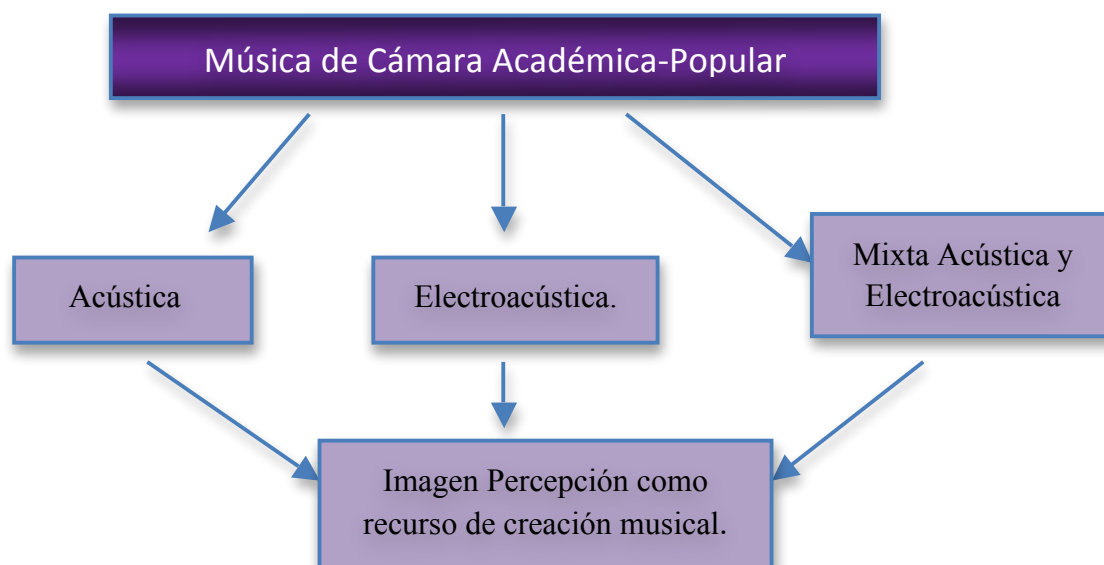 Música de Cámara Académica-Popular
Acústica
Electroacústica.
Mixta Acústica y
Electroacústica
Imagen Percepción como
recurso de creación musical.